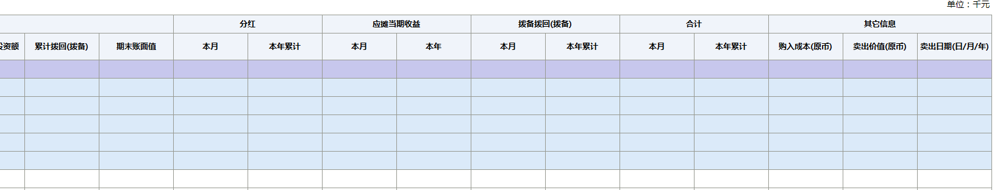 单位：千元
分红 应摊当期收益 拨备拨回(拨备) 合计 其它信息
资额 累计拨回(拨备) 期末账面值 本月 本年累计 本月 本年 本月 本年累计 本月 本年累计 购入成本(原币) 卖出价值(原币) 卖出日期(日/月/年)